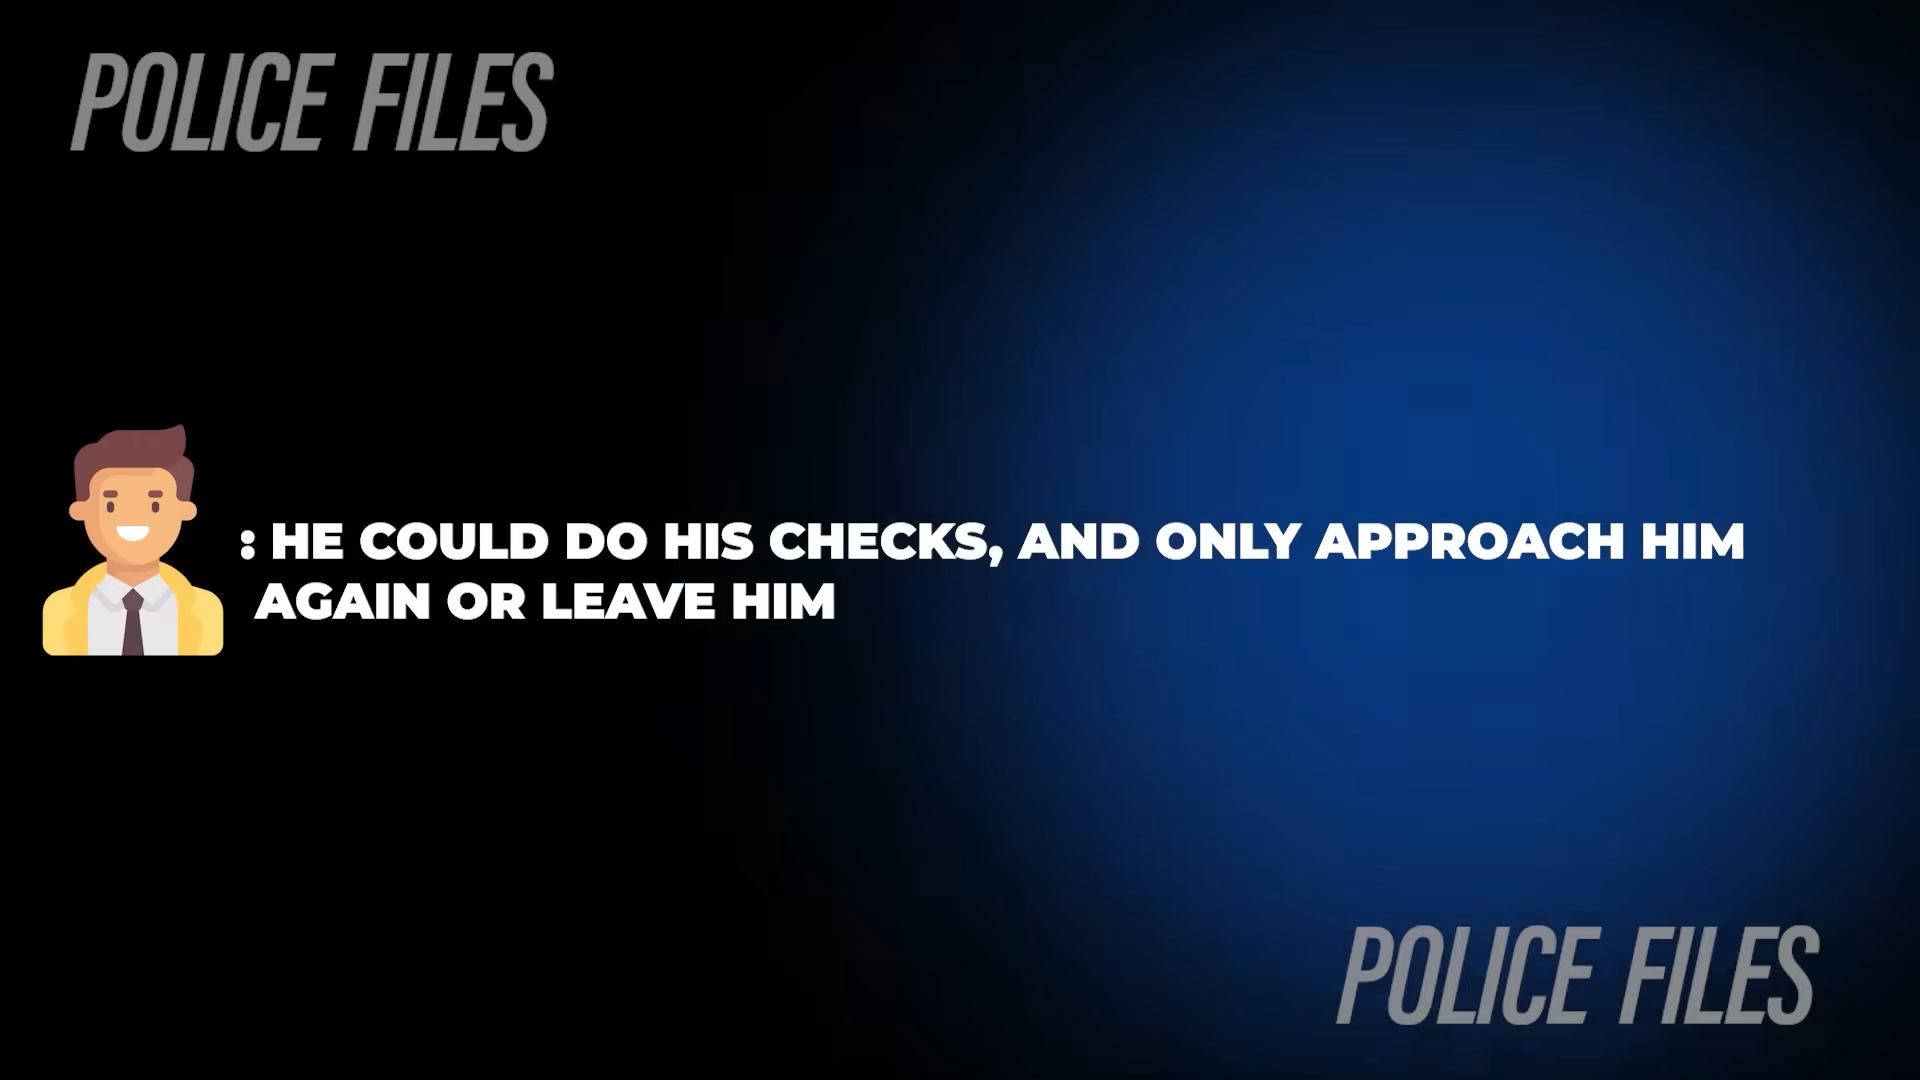 POLICE FILES
: HE COULD DO HIS CHECKS, AND ONLY APPROACH HIM
AGAIN OR LEAVE HIM
POLICE FILES